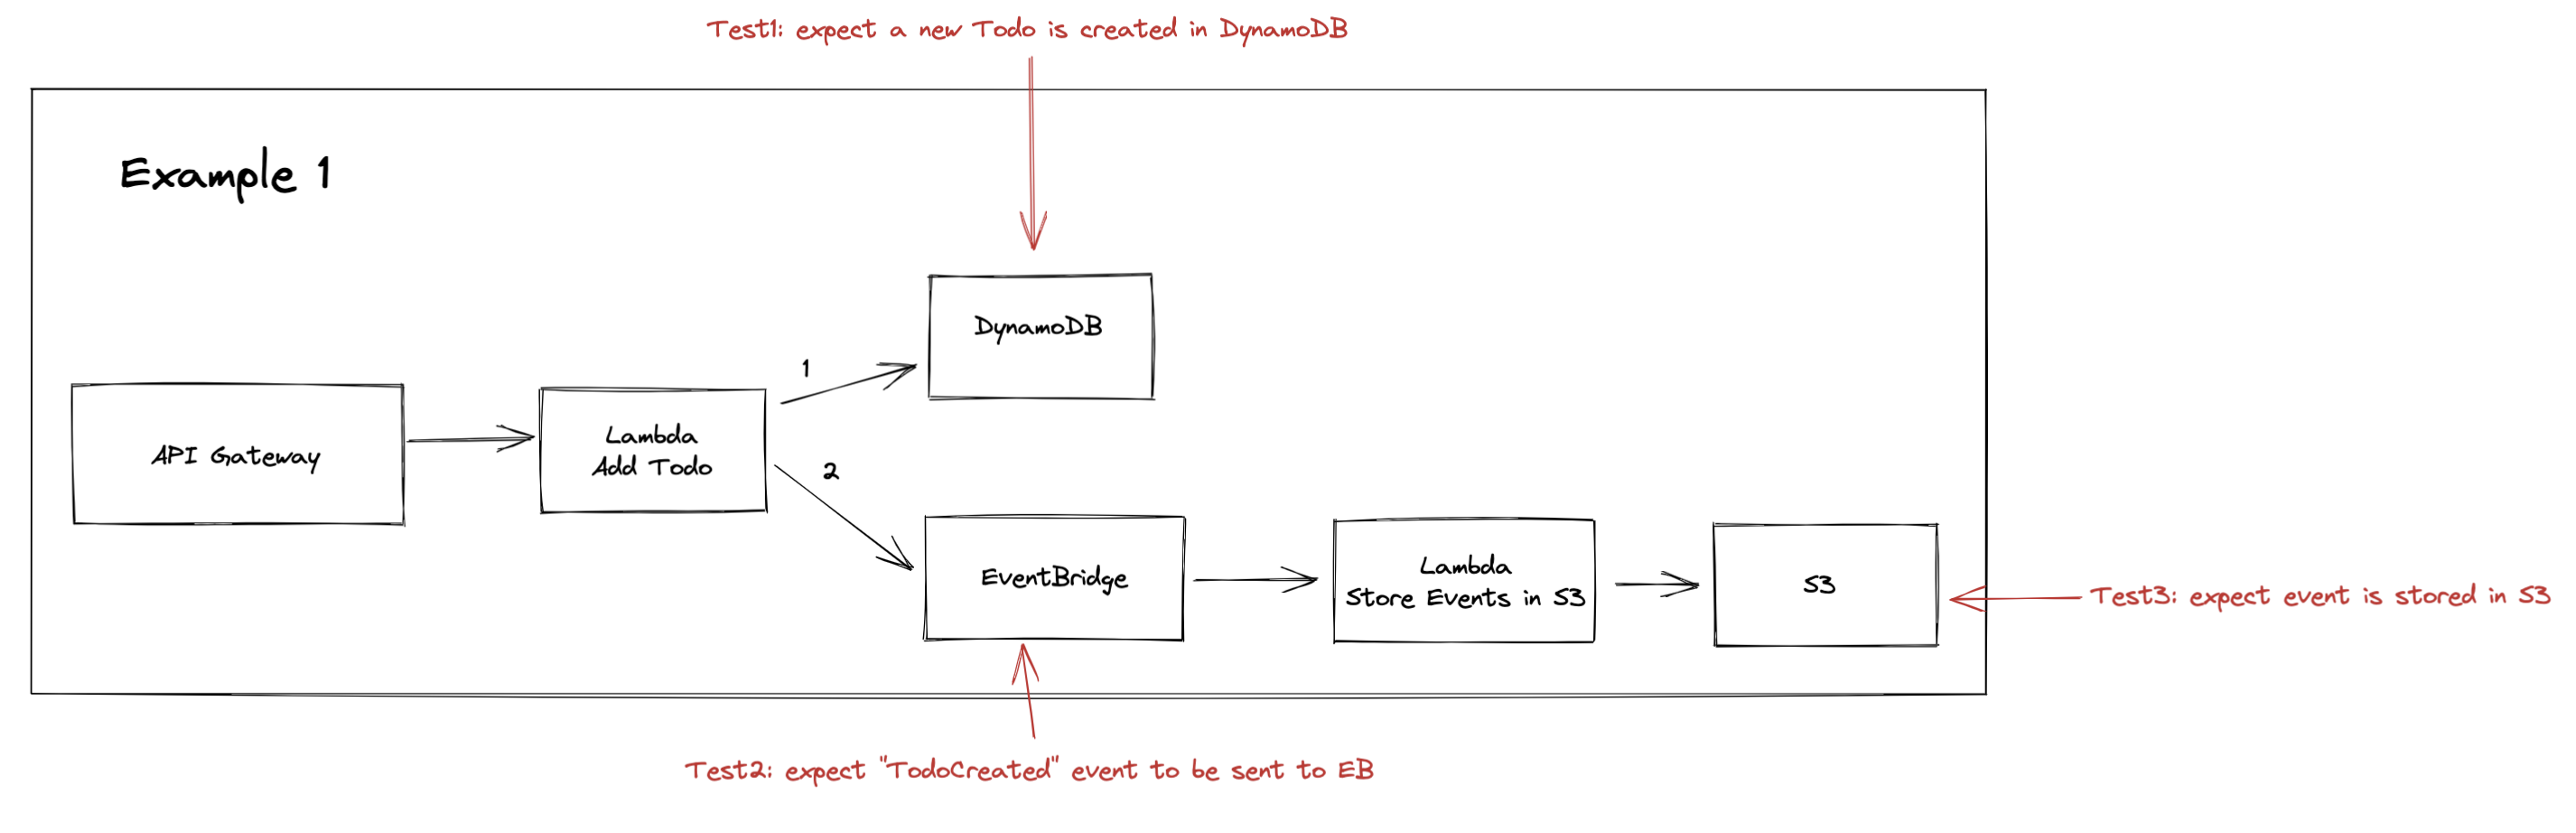 Test1: expect a new Todo is created in DynamoDB
Example 1
DynamoDB
1
API Gateway
Lambda
Add Todo
2
EventBridge
Lambda
Store Events in S3
S3
Test3: expect event is stored in S3
Test2: expect "TodoCreated" event to be sent to EB